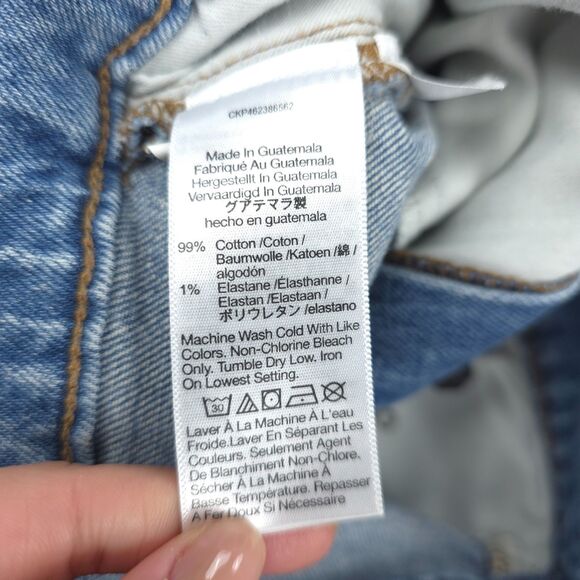 CKP462386562
Made In Guatemala
Fabriqué Au Guatemala
Hergestellt In Guatemala
Vervaardigd In Guatemala
グアテマラ製
hecho en guatemala
99% Cotton /Coton/
Baumwolle /Katoen /綿/
algodón
1% Elastane /Élasthanne/
Elastan /Elastaan/
ポリウレタン/elastano
Machine Wash Cold With Like
Colors. Non-Chlorine Bleach
Only. Tumble Dry Low. Iron
On Lowest Setting.
30
Laver À La Machine À L'eau
Froide.Laver En Séparant Les
Couleurs. Seulement Agent
De Blanchiment Non-Chlore.
Sécher À La Machine À
Basse Température. Repasser
À Fer Doux Si Nécessaire